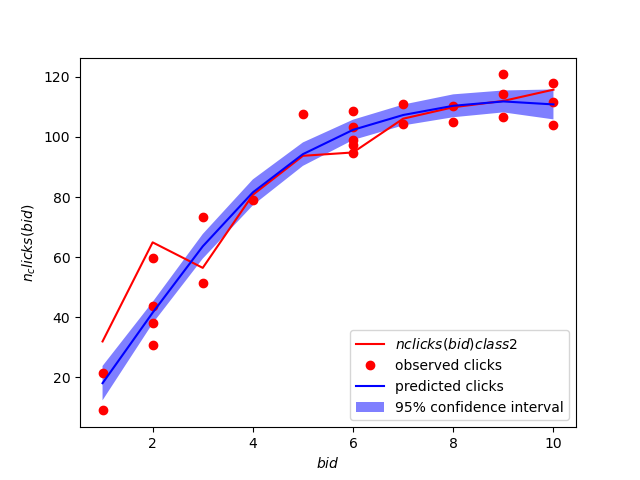 120
100
80
60
40
20
n_clicks(bid)
nclicks(bid)class2
observed clicks
predicted clicks
95% confidence interval
2 4 6 8 10
bid